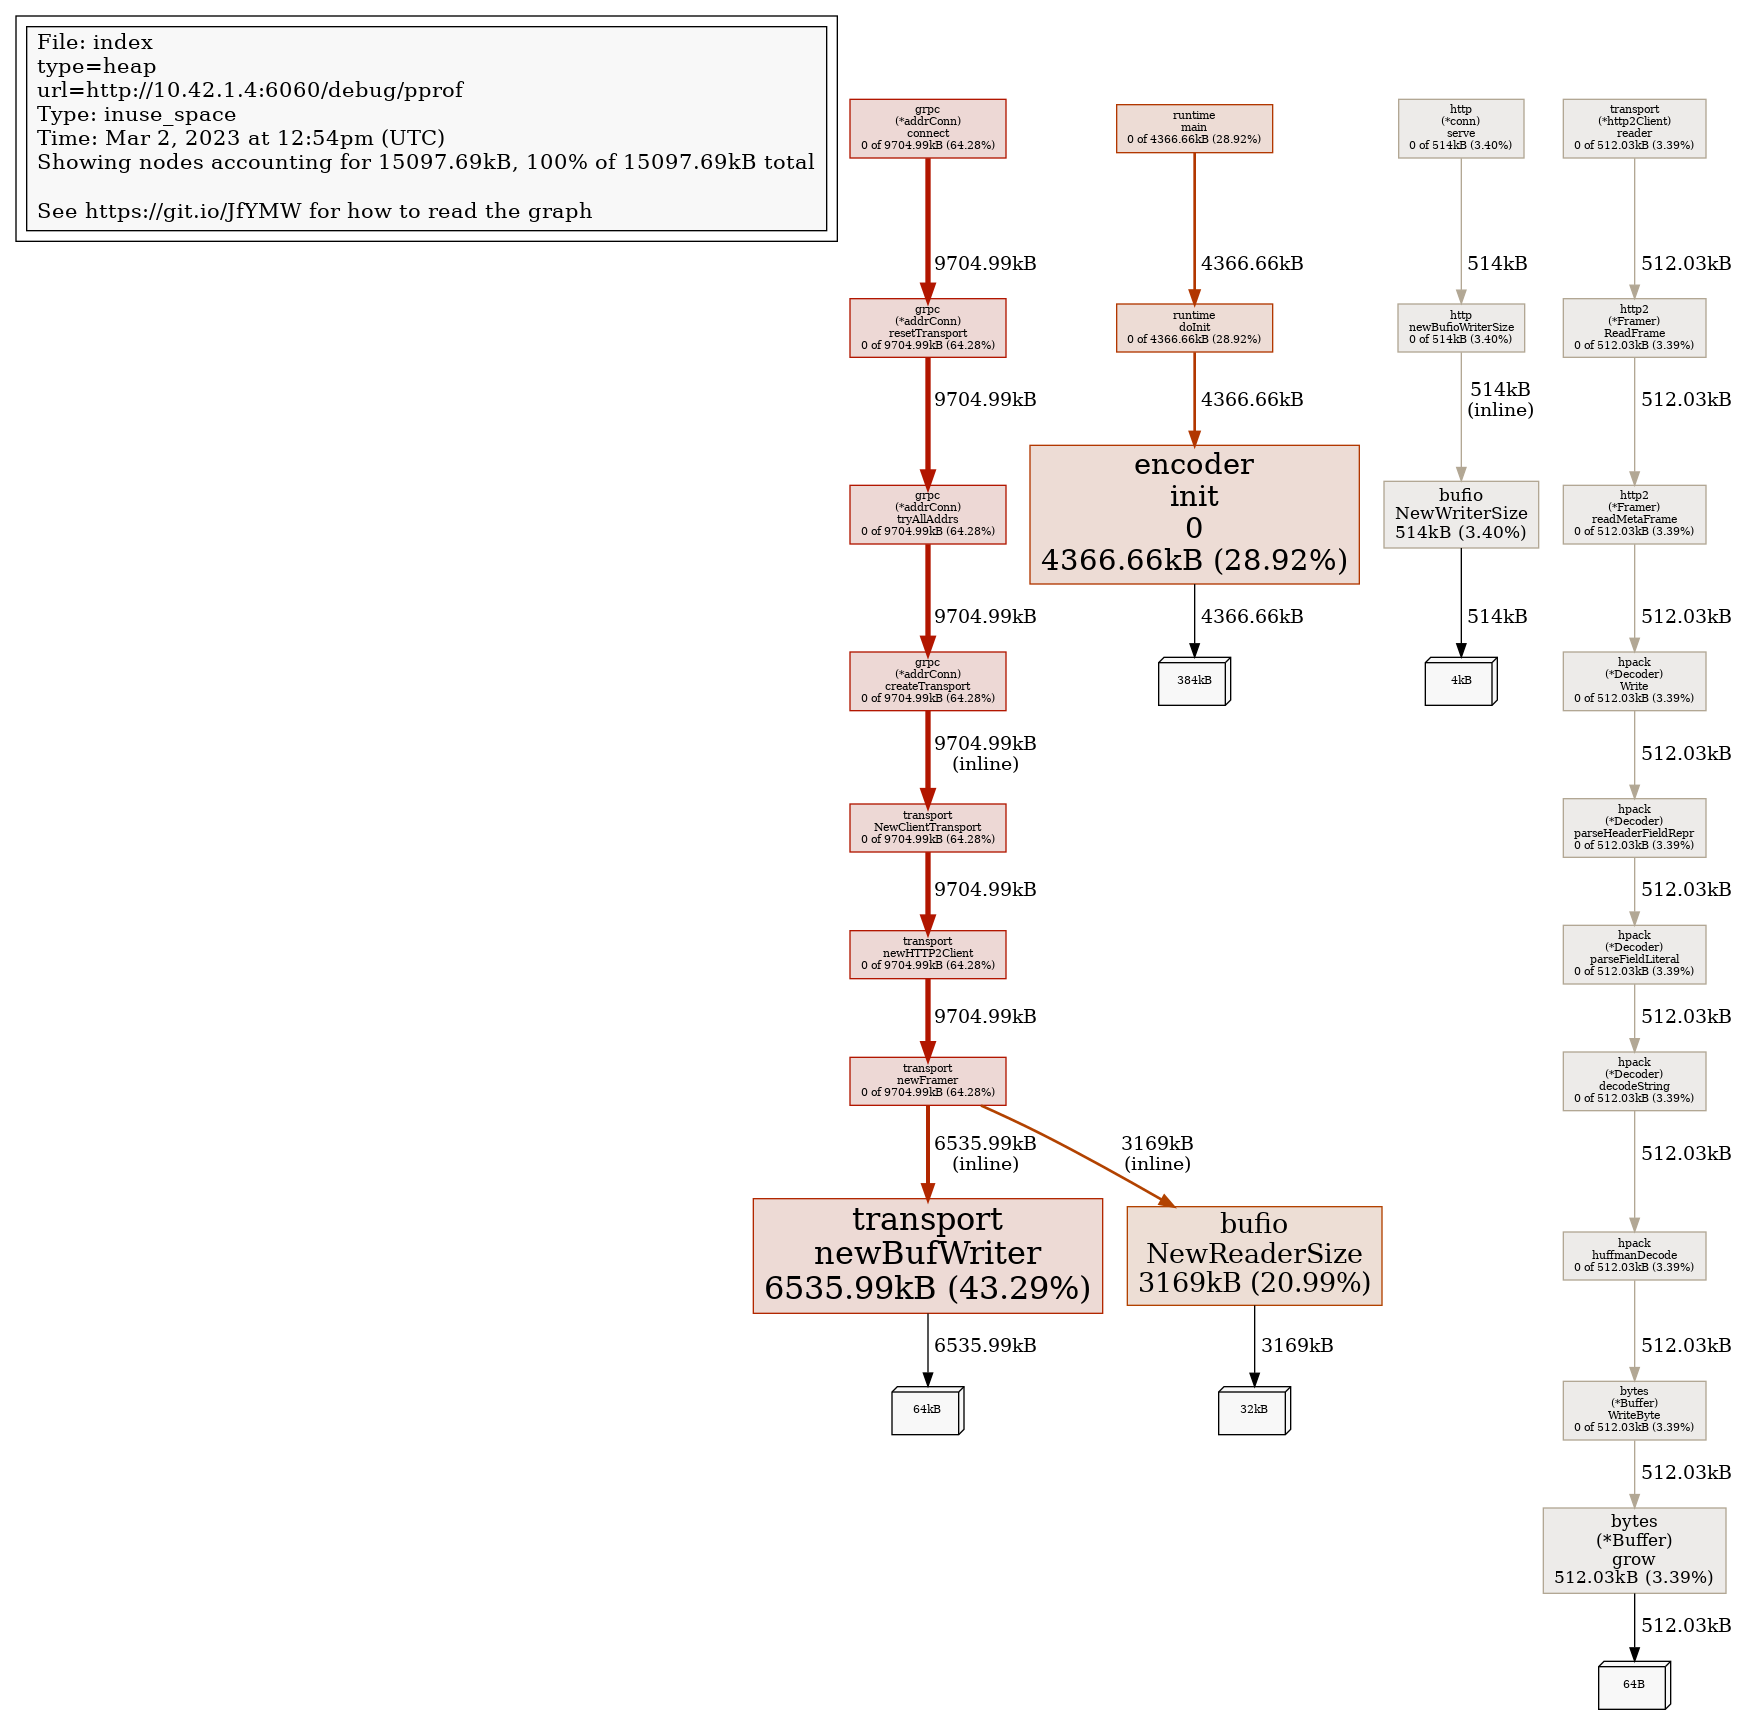 File: index
type=heap
url=http://10.42.1.4:6060/debug/pprof
Type: inuse_space
Time: Mar 2, 2023 at 12:54pm (UTC)
Showing nodes accounting for 15097.69kB, 100% of 15097.69kB total
See https://git.io/JfYMW for how to read the graph
grpc
(*addrConn)
connect
0 of 9704.99kB (64.28%)
9704.99kB
grpc
(*addrConn)
resetTransport
0 of 9704.99kB (64.28%)
9704.99kB
grpc
(*addrConn)
tryAllAddrs
0 of 9704.99kB (64.28%)
9704.99kB
grpc
(*addrConn)
createTransport
0 of 9704.99kB (64.28%)
9704.99kB
(inline)
transport
NewClientTransport
0 of 9704.99kB (64.28%)
9704.99kB
transport
newHTTP2Client
0 of 9704.99kB (64.28%)
9704.99kB
transport
newFramer
0 of 9704.99kB (64.28%)
6535.99kB
(inline)
3169kB
(inline)
transport
newBufWriter
6535.99kB (43.29%)
6535.99kB
64kB
bufio
NewReaderSize
3169kB (20.99%)
3169kB
32kB
runtime
main
0 of 4366.66kB (28.92%)
4366.66kB
runtime
doInit
0 of 4366.66kB (28.92%)
4366.66kB
encoder
init
0
4366.66kB (28.92%)
4366.66kB
384kB
http
(*conn)
serve
0 of 514kB (3.40%)
514kB
http
newBufioWriterSize
0 of 514kB (3.40%)
514kB
(inline)
bufio
NewWriterSize
514kB (3.40%)
514kB
4kB
transport
(*http2Client)
reader
0 of 512.03kB (3.39%)
512.03kB
http2
(*Framer)
ReadFrame
0 of 512.03kB (3.39%)
512.03kB
http2
(*Framer)
readMetaFrame
0 of 512.03kB (3.39%)
512.03kB
hpack
(*Decoder)
Write
0 of 512.03kB (3.39%)
512.03kB
hpack
(*Decoder)
parseHeaderFieldRepr
0 of 512.03kB (3.39%)
512.03kB
hpack
(*Decoder)
parseFieldLiteral
0 of 512.03kB (3.39%)
512.03kB
hpack
(*Decoder)
decodeString
0 of 512.03kB (3.39%)
512.03kB
hpack
huffmanDecode
0 of 512.03kB (3.39%)
512.03kB
bytes
(*Buffer)
WriteByte
0 of 512.03kB (3.39%)
512.03kB
bytes
(*Buffer)
grow
512.03kB (3.39%)
512.03kB
64B